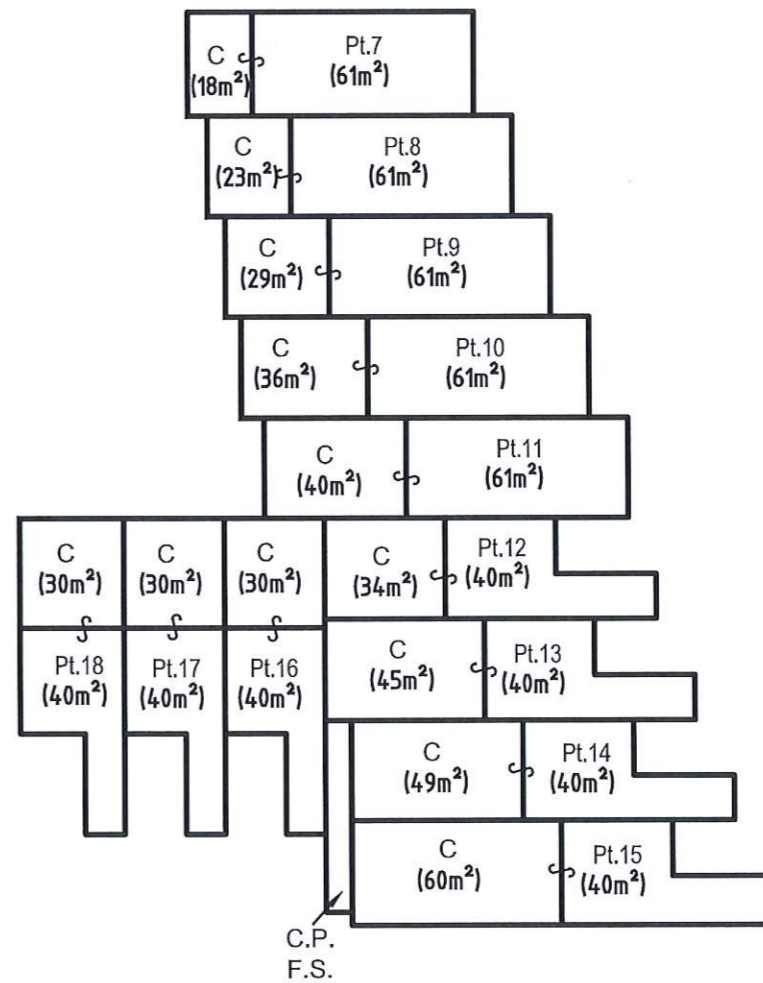 C
(18m²)
Pt.7
(61m²)
C
(23m²)
Pt.8
(61m²)
C
(29m²)
Pt.9
(61m²)
C
(36m²)
Pt.10
(61m²)
C
(40m²)
Pt.11
(61m²)
C
(30m²)
C
(30m²)
C
(30m²)
C
(34m²)
Pt.12
(40m²)
Pt.18
(40m²)
Pt.17
(40m²)
Pt.16
(40m²)
C
(45m²)
Pt.13
(40m²)
C
(49m²)
Pt.14
(40m²)
C
(60m²)
Pt.15
(40m²)
C.P.
F.S.